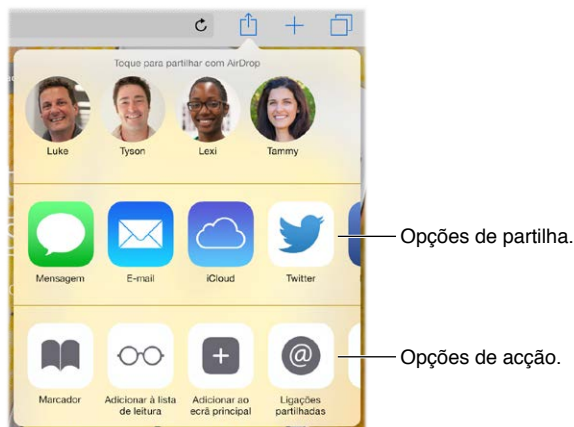 Toque para partilhar com AirDrop
Luke Tyson Lexi Tammy
Mensagem E-mail iCloud Twitter
Opções de partilha.
Marcador Adicionar à lista Adicionar ao Ligações
de leitura ecrã principal partilhadas
Opções de acção.